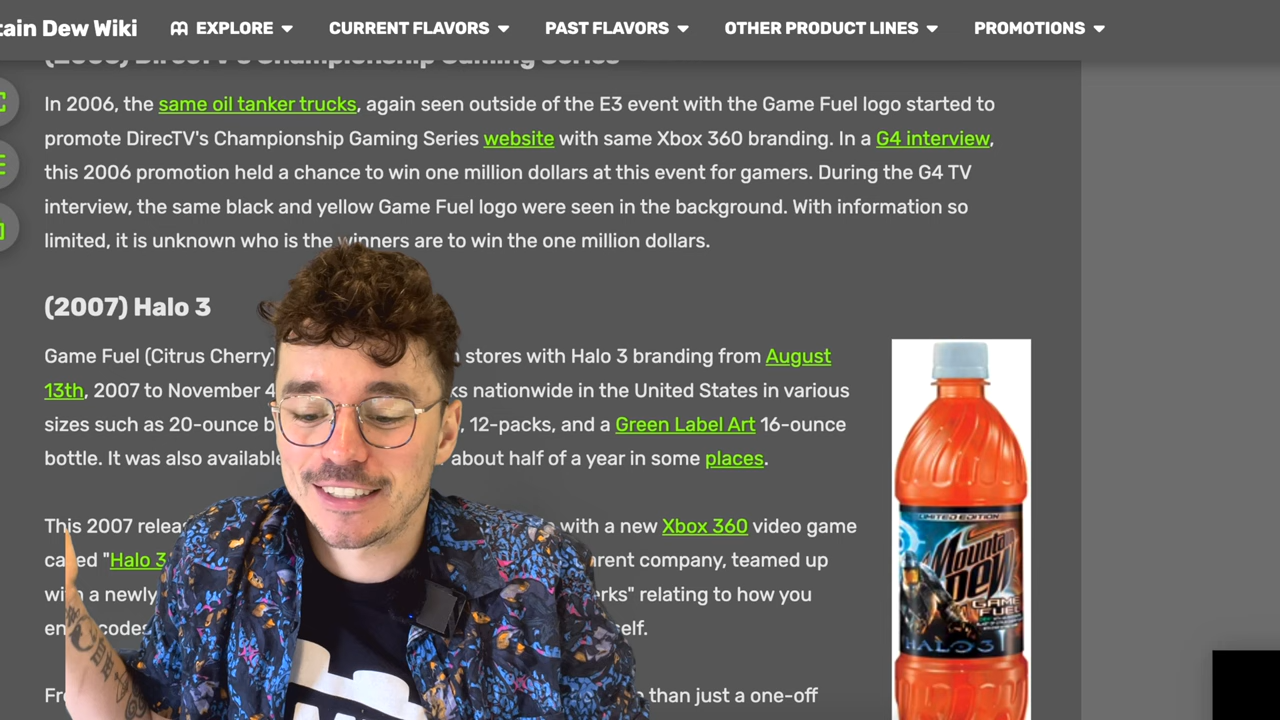 tain Dew Wiki EXPLORE CURRENT FLAVORS PAST FLAVORS OTHER PRODUCT LINES PROMOTIONS
(2006) DirecTV's Championship Gaming Series
In 2006, the same oil tanker trucks, again seen outside of the E3 event with the Game Fuel logo started to
promote DirecTV's Championship Gaming Series website with same Xbox 360 branding. In a G4 interview,
this 2006 promotion held a chance to win one million dollars at this event for gamers. During the G4 TV
interview, the same black and yellow Game Fuel logo were seen in the background. With information so
limited, it is unknown who is the winners are to win the one million dollars.
(2007) Halo 3
Game Fuel (Citrus Cherry) stores with Halo 3 branding from August
13th, 2007 to November 4 nationwide in the United States in various
sizes such as 20-ounce 12-packs, and a Green Label Art 16-ounce
bottle. It was also available about half of a year in some places.
This 2007 with a new Xbox 360 video game
called "Halo 3 company, teamed up
with a newly relating to how you
codes
than just a one-off
LIMITED EDITION
Mountain
Dew
GAME
FUEL
HALO 3